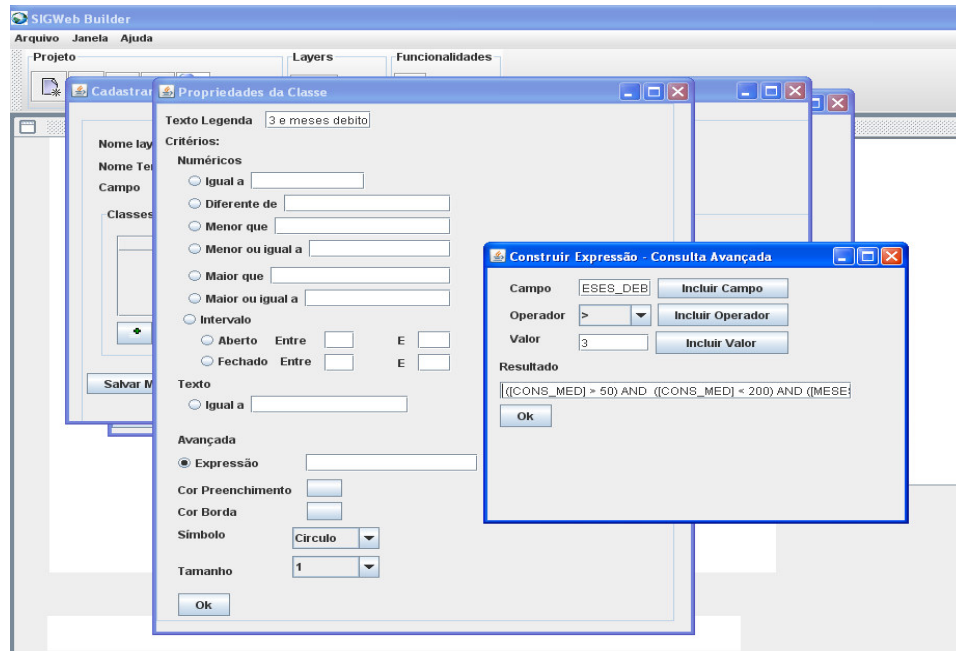 SIGWeb Builder
Arquivo Janela Ajuda
Projeto Layers Funcionalidades
Cadastrar
Nome lay
Nome Te
Campo
Classes
Salvar M
Propriedades da Classe
Texto Legenda 3 e meses debito
Critérios:
Numéricos
Igual a
Diferente de
Menor que
Menor ou igual a
Maior que
Maior ou igual a
Intervalo
Aberto Entre E
Fechado Entre E
Texto
Igual a
Avançada
Expressão
Cor Preenchimento
Cor Borda
Símbolo Circulo
Tamanho 1
Ok
Construir Expressão - Consulta Avançada
Campo ESES_DEB Incluir Campo
Operador > Incluir Operador
Valor 3 Incluir Valor
Resultado
([CONS_MED] > 50) AND ([CONS_MED] < 200) AND ([MESE
Ok